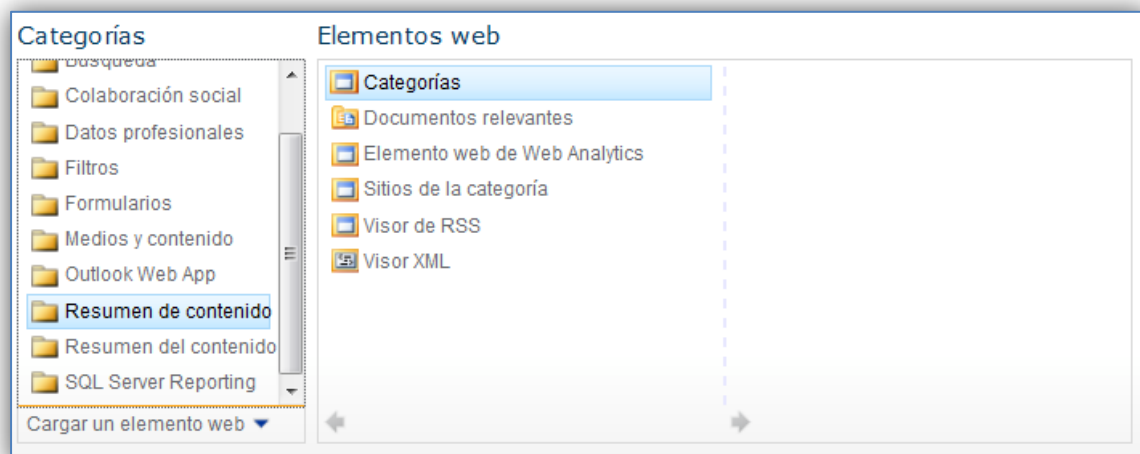 Categorías
Búsqueda
Colaboración social
Datos profesionales
Filtros
Formularios
Medios y contenido
Outlook Web App
Resumen de contenido
Resumen del contenido
SQL Server Reporting
Cargar un elemento web
Elementos web
Categorías
Documentos relevantes
Elemento web de Web Analytics
Sitios de la categoría
Visor de RSS
Visor XML